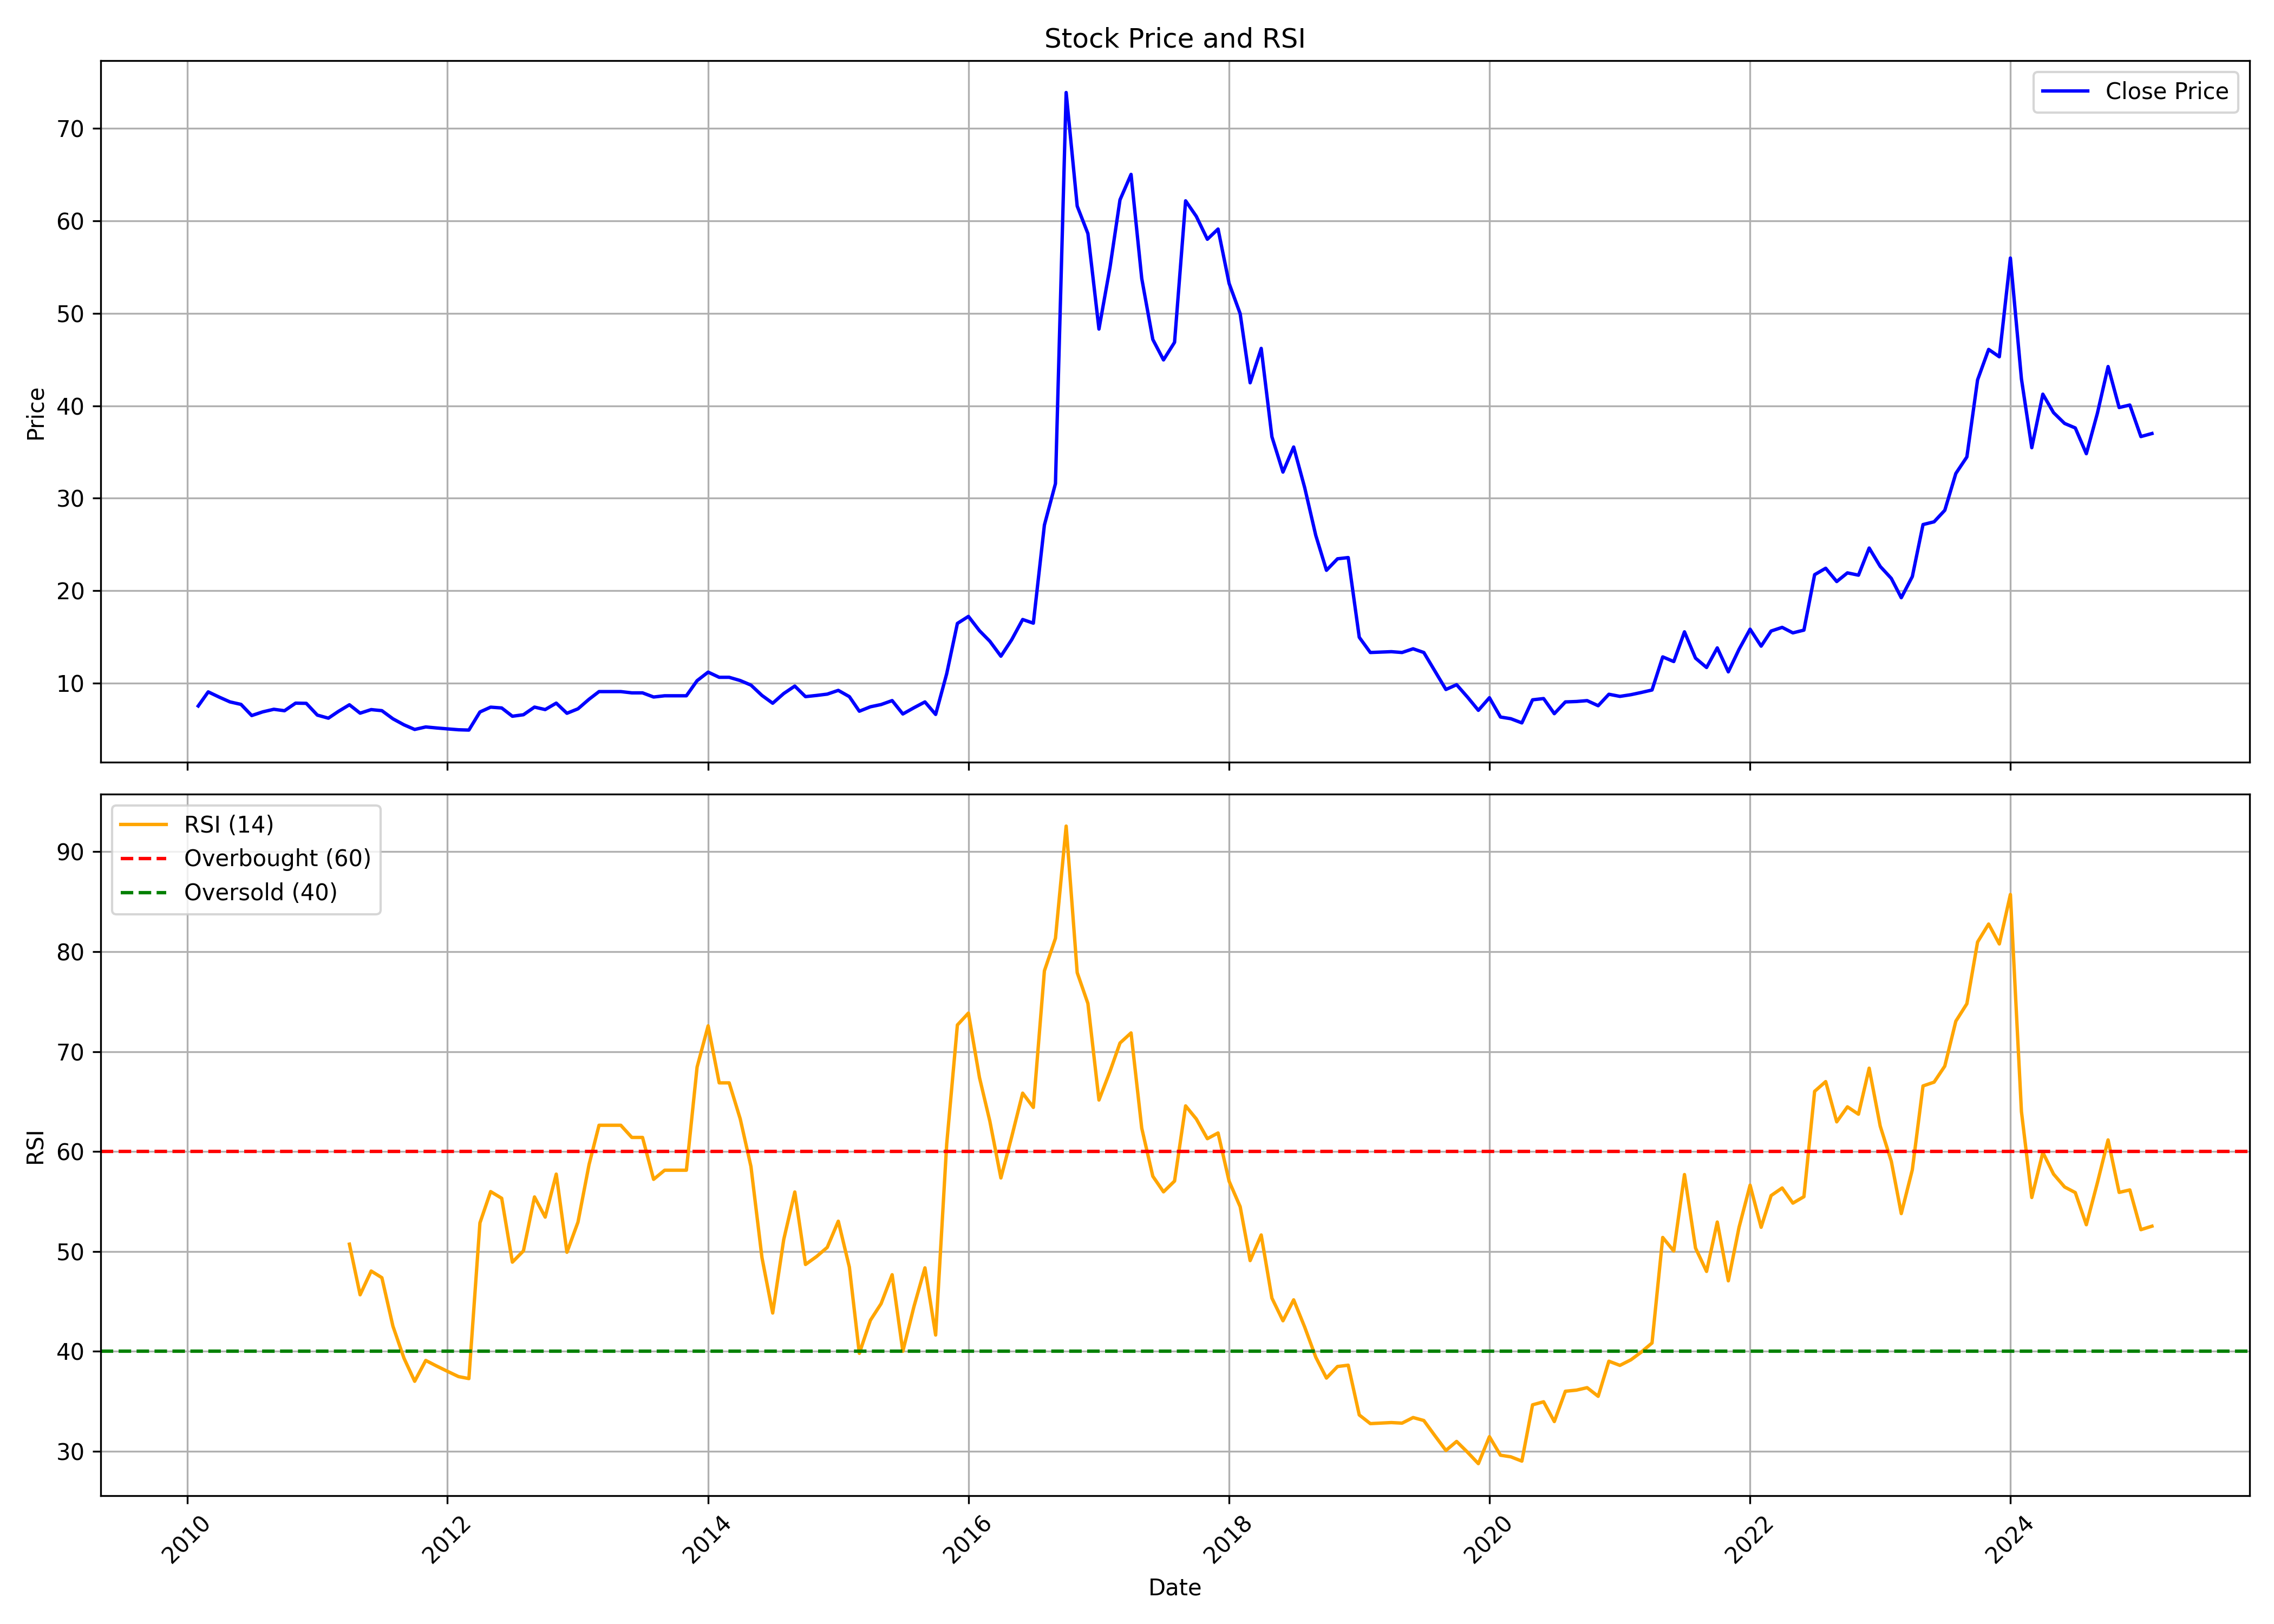 Stock Price and RSI
Close Price
70
60
50
40
30
20
10
Price
RSI (14)
Overbought (60)
Oversold (40)
90
80
70
60
50
40
30
RSI
2010
2012
2014
2016
2018
2020
2022
2024
Date